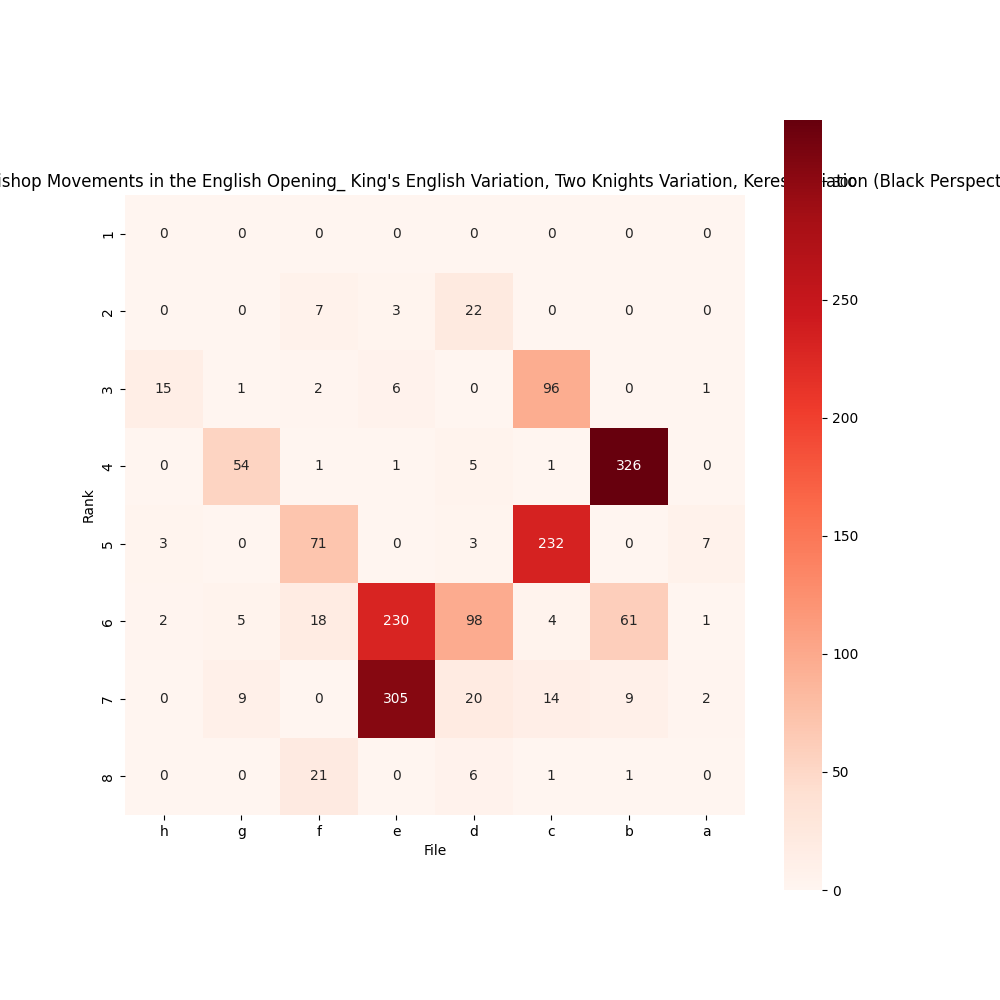 ishop Movements in the English Opening_ King's English Variation, Two Knights Variation, Keres Variation (Black Perspect
1 0 0 0 0 0 0 0 0
2 0 0 7 3 22 0 0 0
3 15 1 2 6 0 96 0 1
4 0 54 1 1 5 1 326 0
5 3 0 71 0 3 232 0 7
6 2 5 18 230 98 4 61 1
7 0 9 0 305 20 14 9 2
8 0 0 21 0 6 1 1 0
h g f e d c b a
File
Rank
300
250
200
150
100
50
0